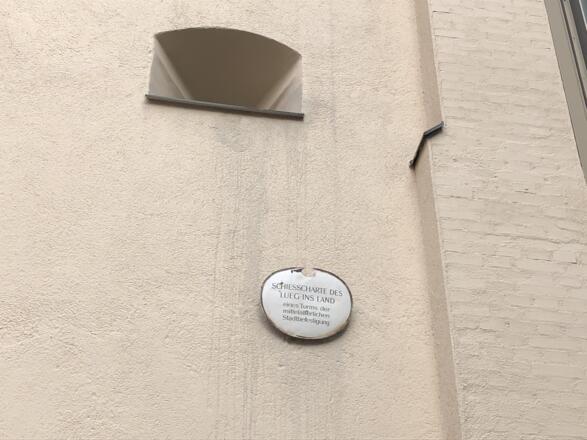 SCHIESSCHARTE DES
LUEG INS LAND
eines Turms der
mittelalterlichen
Stadtbefestigung